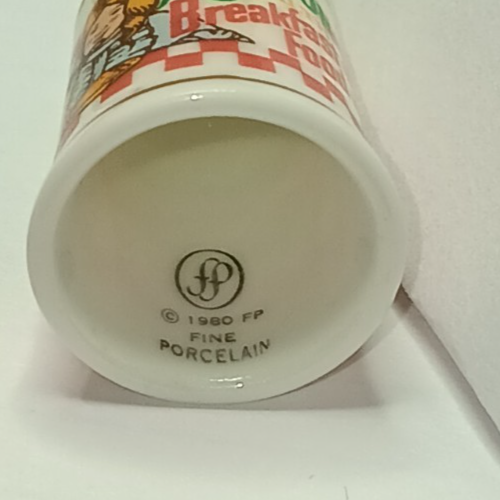 Breakfast
Food
fp
© 1980 FP
FINE
PORCELAIN